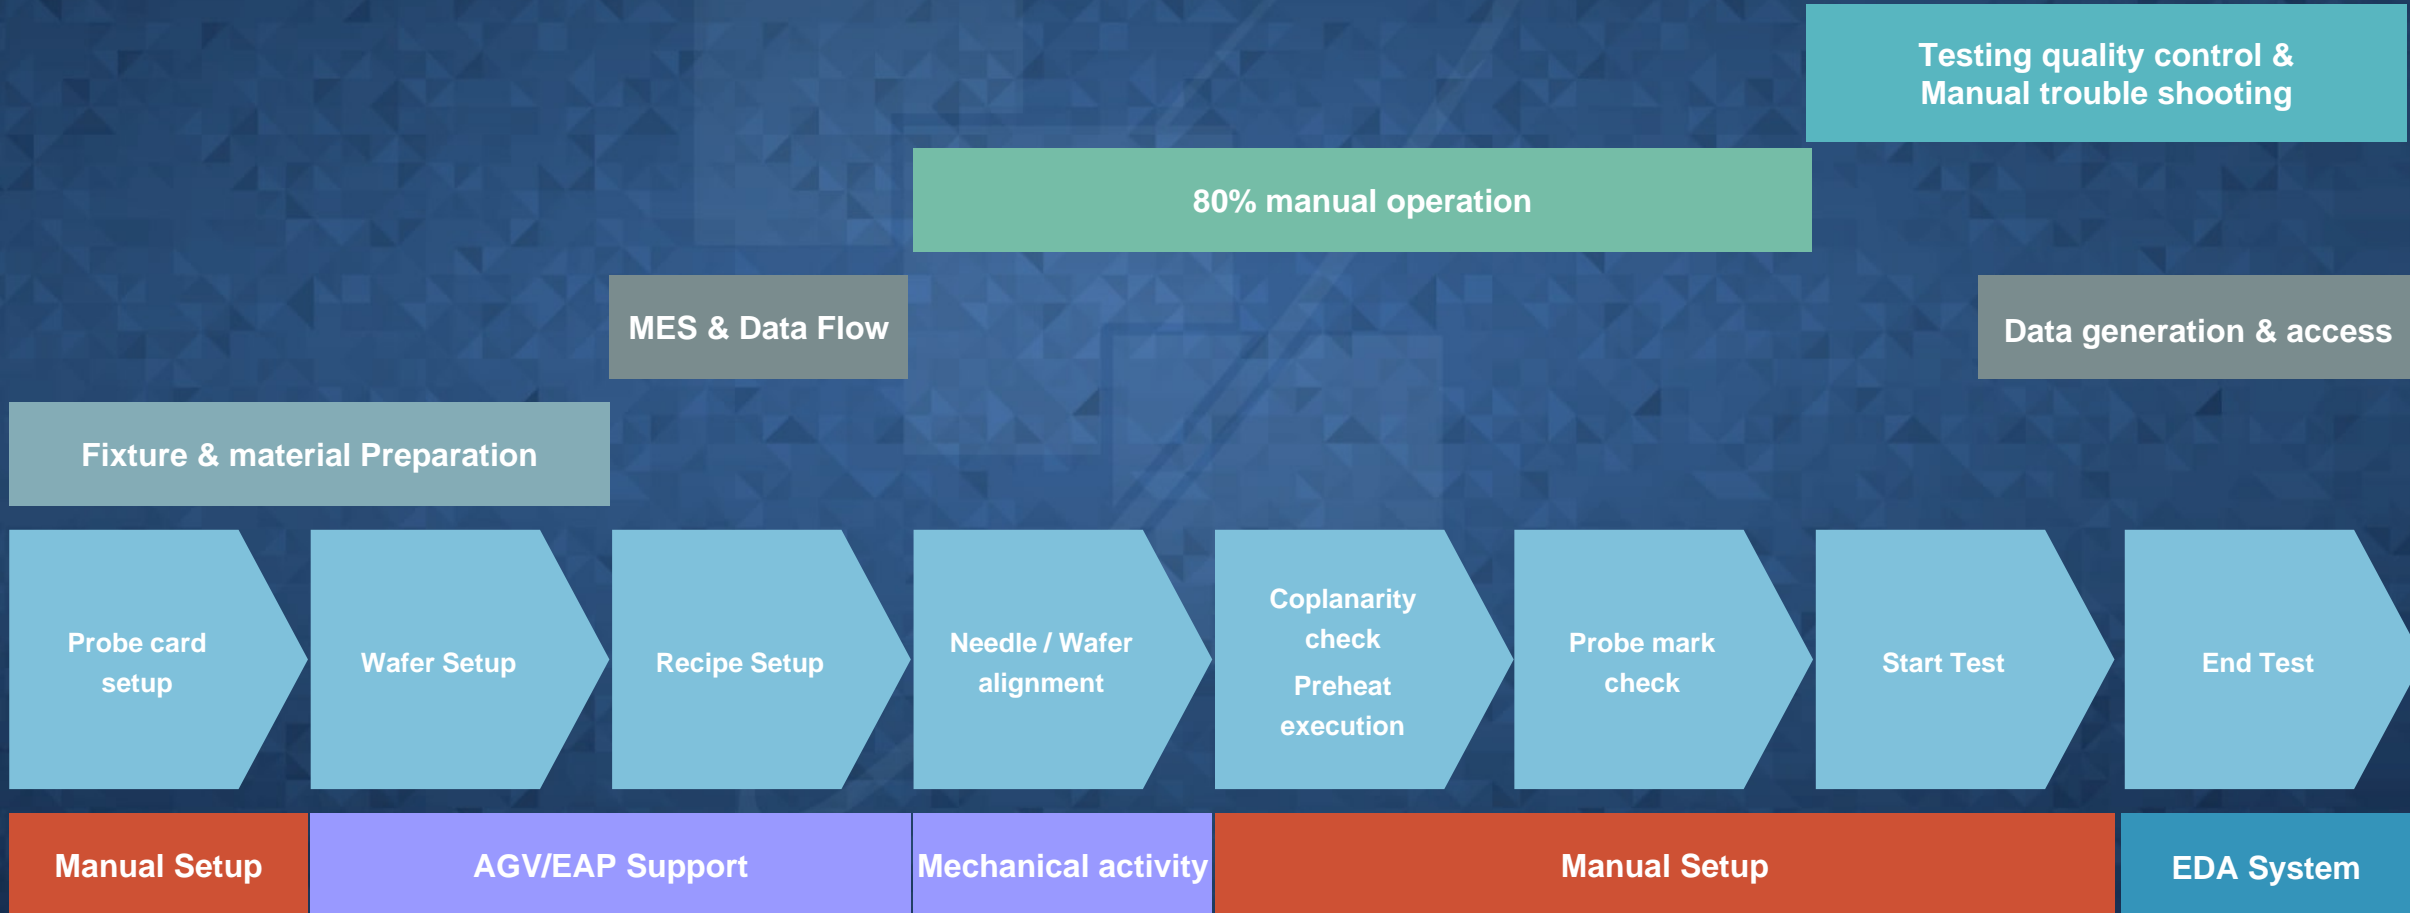 Testing quality control &
Manual trouble shooting
80% manual operation
MES & Data Flow
Data generation & access
Fixture & material Preparation
Probe card
setup
Wafer Setup
Recipe Setup
Needle / Wafer
alignment
Coplanarity
check
Preheat
execution
Probe mark
check
Start Test
End Test
Manual Setup
AGV/EAP Support
Mechanical activity
Manual Setup
EDA System